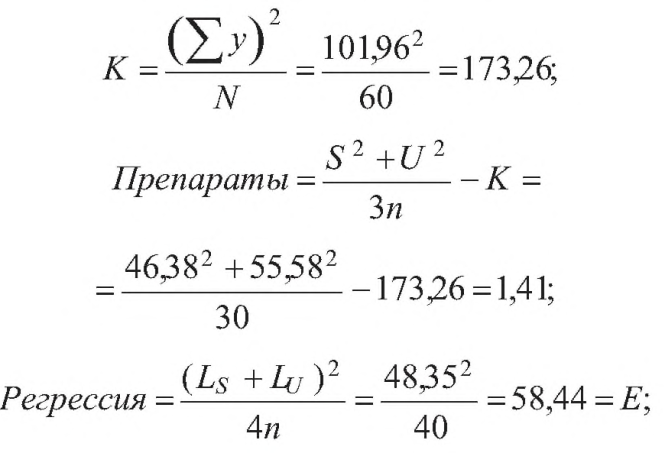 K = (∑ y)² / N = 101,96² / 60 = 173,26;
Препараты = S² + U² / 3n − K =
= 46,38² + 55,58² / 30 − 173,26 = 1,41;
Регрессия = (L_S + L_U)² / 4n = 48,35² / 40 = 58,44 = E;